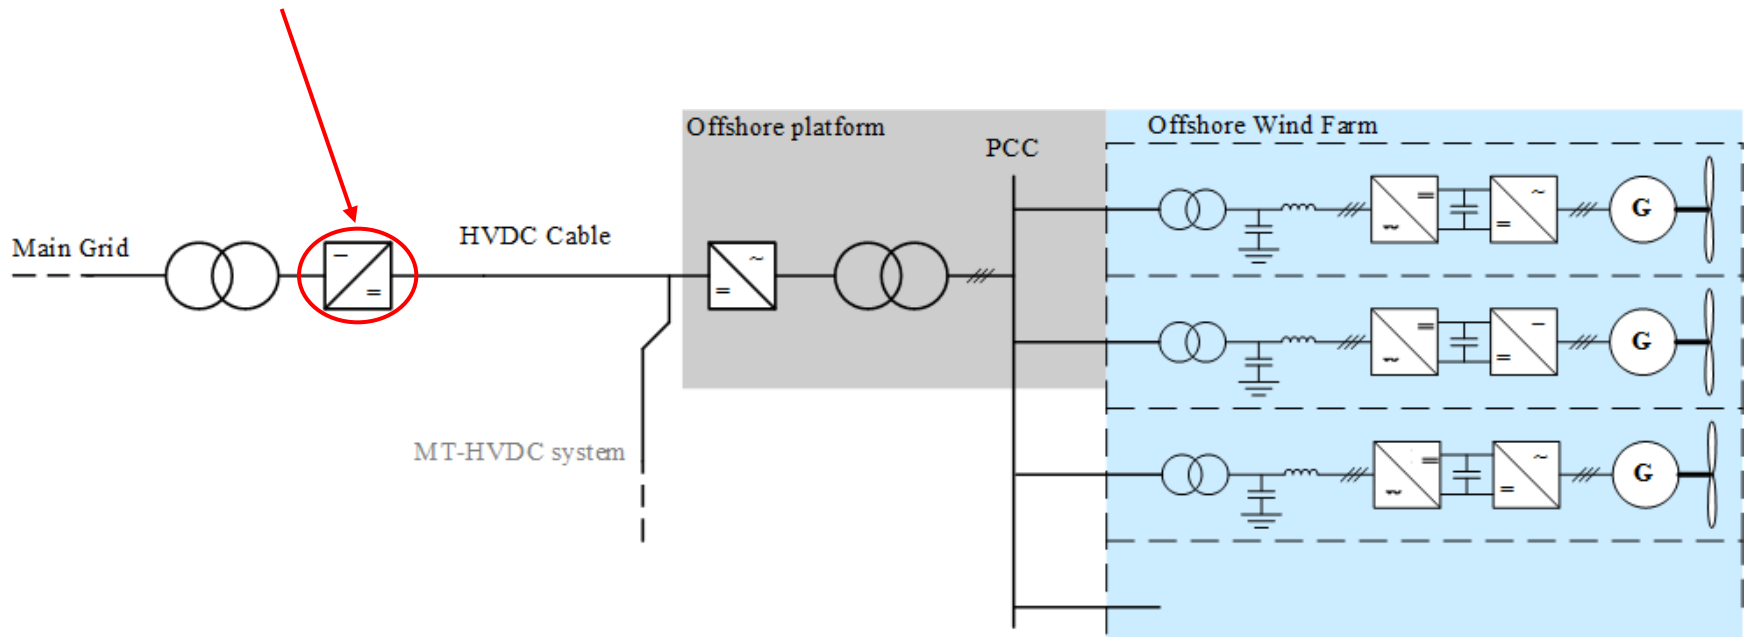 Offshore platform
Offshore Wind Farm
PCC
Main Grid
HVDC Cable
MT-HVDC system
G
G
G